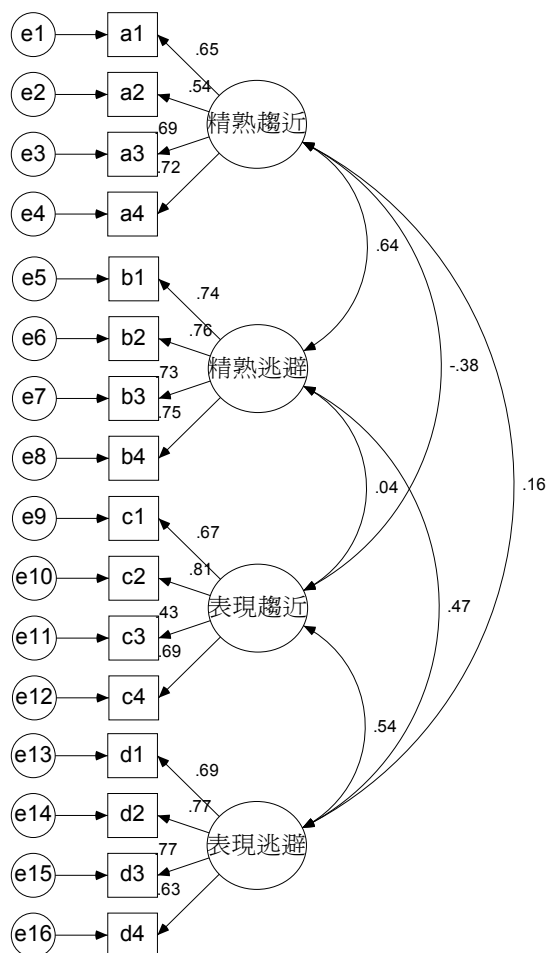 e1 a1 .65
e2 a2 .54
精熟趨近
e3 a3 .69
.72
e4 a4
.64
e5 b1 .74
e6 b2 .76
精熟逃避
-.38
e7 b3 .73
.75
e8 b4
.04 .16
e9 c1 .67
e10 c2 .81
表現趨近 .47
e11 c3 .43
.69
e12 c4
.54
e13 d1 .69
e14 d2 .77
表現逃避
e15 d3 .77
.63
e16 d4